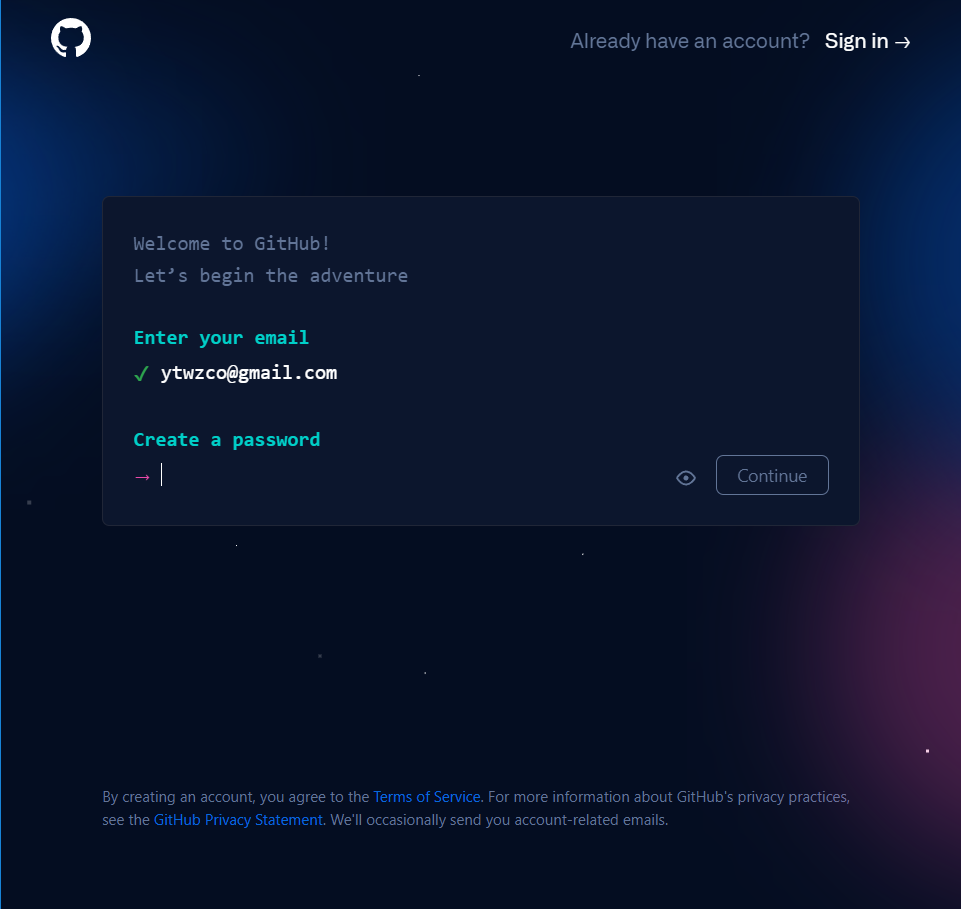 Already have an account? Sign in →
Welcome to GitHub!
Let’s begin the adventure
Enter your email
✓ ytwzco@gmail.com
Create a password
→
Continue
By creating an account, you agree to the Terms of Service. For more information about GitHub's privacy practices,
see the GitHub Privacy Statement. We'll occasionally send you account-related emails.